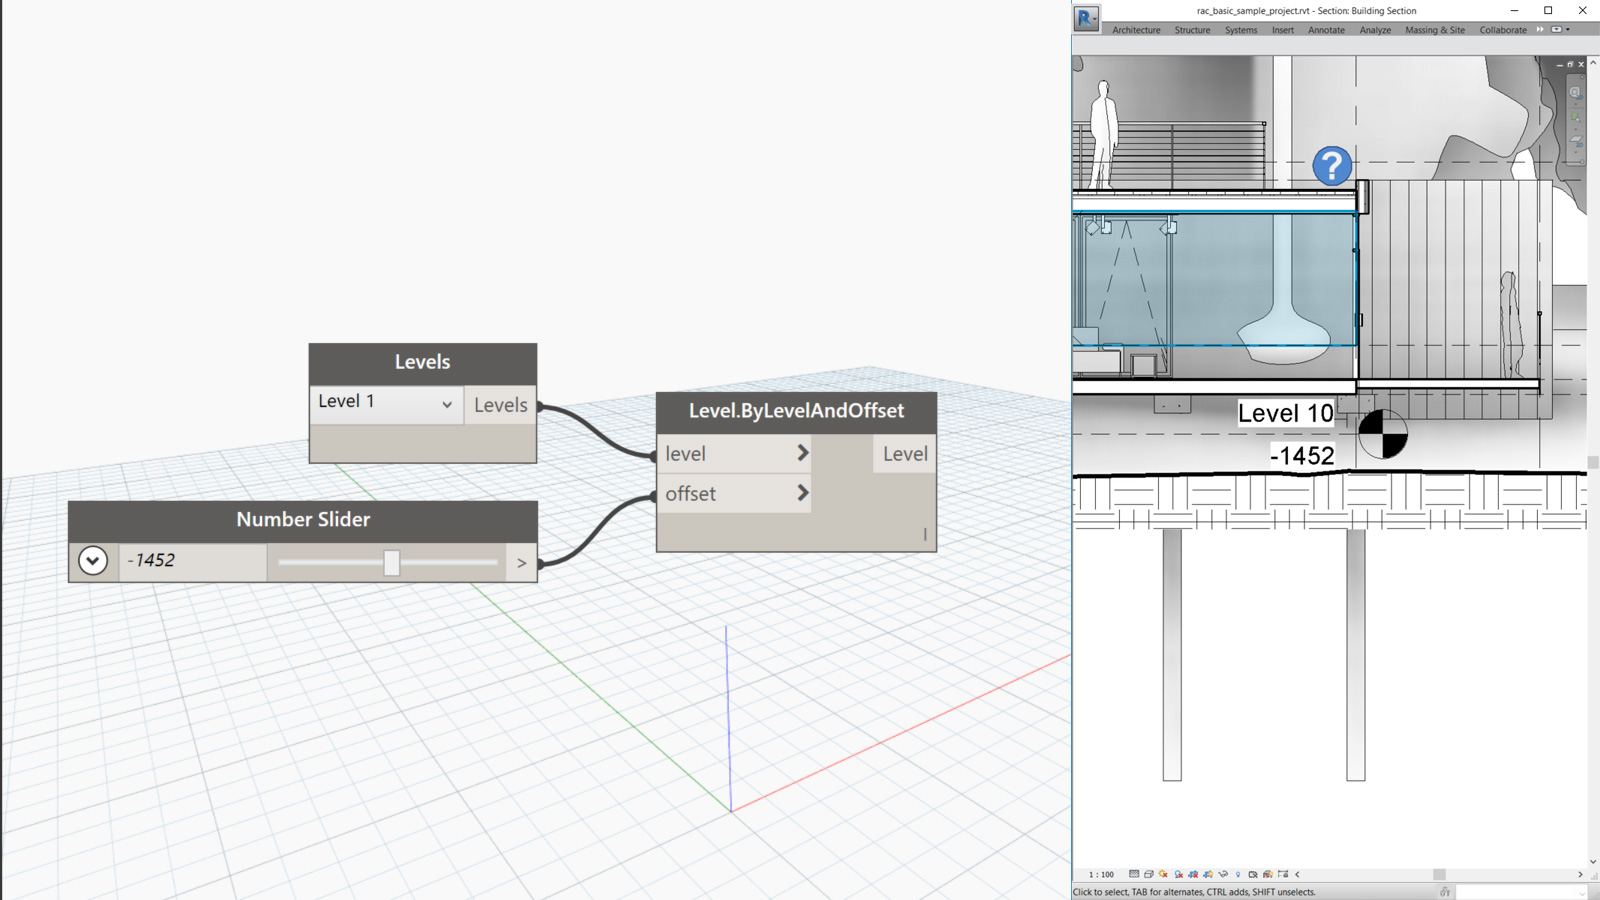 Levels
Level 1
Levels
Level.ByLevelAndOffset
level >
Level
offset >
Number Slider
-1452
>
rac_basic_sample_project.rvt - Section: Building Section
R
Architecture Structure Systems Insert Annotate Analyze Massing & Site Collaborate
?
Level 10
-1452
1 : 100
Click to select, TAB for alternates, CTRL adds, SHIFT unselects.